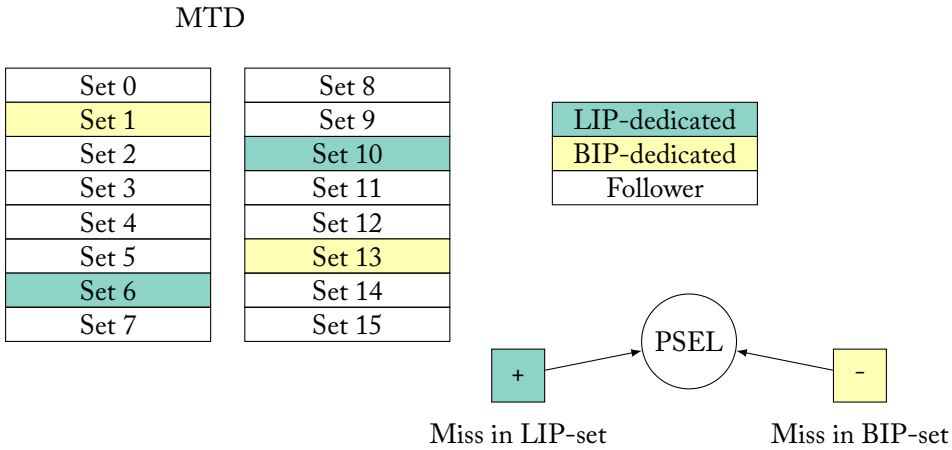 MTD
Set 0
Set 1
Set 2
Set 3
Set 4
Set 5
Set 6
Set 7
Set 8
Set 9
Set 10
Set 11
Set 12
Set 13
Set 14
Set 15
LIP-dedicated
BIP-dedicated
Follower
PSEL
+
-
Miss in LIP-set
Miss in BIP-set